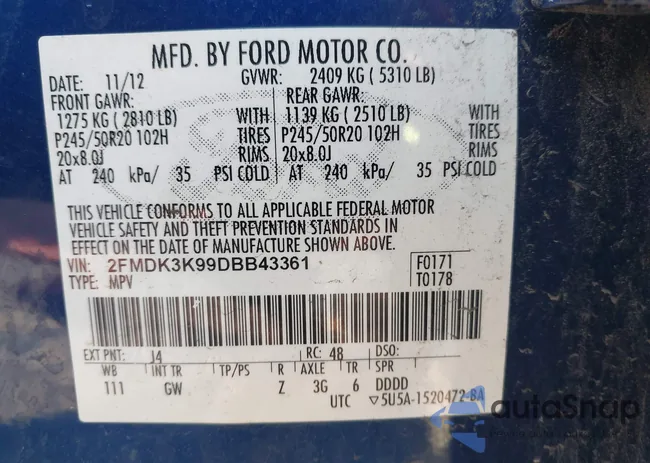 MFD. BY FORD MOTOR CO.
DATE: 11/12 GVWR: 2409 KG ( 5310 LB)
FRONT GAWR: REAR GAWR:
1275 KG ( 2810 LB) WITH 1139 KG ( 2510 LB) WITH
P245/50R20 102H TIRES P245/50R20 102H TIRES
20x8.0J RIMS 20x8.0J RIMS
AT 240 kPa/ 35 PSI COLD AT 240 kPa/ 35 PSI COLD
THIS VEHICLE CONFORMS TO ALL APPLICABLE FEDERAL MOTOR
VEHICLE SAFETY AND THEFT PREVENTION STANDARDS IN
EFFECT ON THE DATE OF MANUFACTURE SHOWN ABOVE.
VIN: 2FMDK3K99DBB43361 F0171
TYPE: MPV T0178
EXT PNT: J4 RC: 48 DSO:
WB INT TR TP/PS R AXLE TR SPR
111 GW Z 3G 6 DDDD
UTC ▽5U5A-1520472-BA
autoSnap